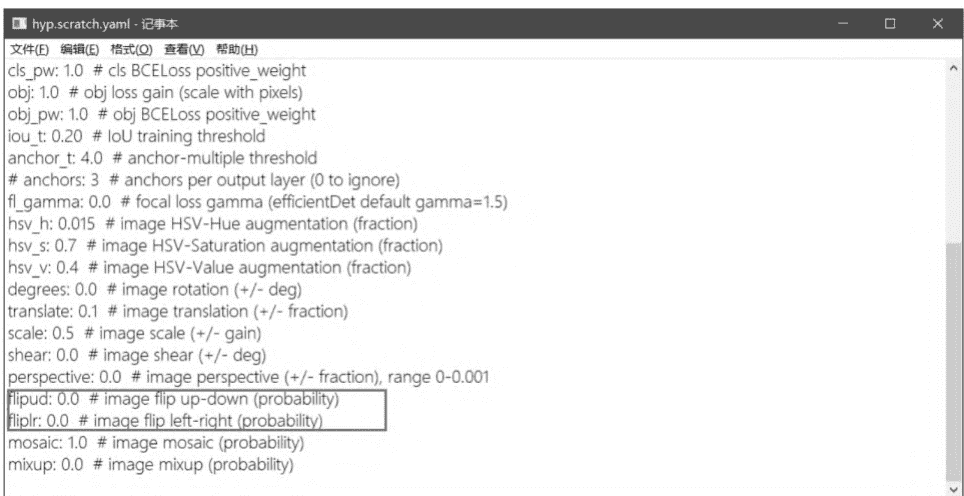 hyp.scratch.yaml - 记事本
文件(F) 编辑(E) 格式(O) 查看(V) 帮助(H)
cls_pw: 1.0  # cls BCELoss positive_weight
obj: 1.0  # obj loss gain (scale with pixels)
obj_pw: 1.0  # obj BCELoss positive_weight
iou_t: 0.20  # IoU training threshold
anchor_t: 4.0  # anchor-multiple threshold
# anchors: 3  # anchors per output layer (0 to ignore)
fl_gamma: 0.0  # focal loss gamma (efficientDet default gamma=1.5)
hsv_h: 0.015  # image HSV-Hue augmentation (fraction)
hsv_s: 0.7  # image HSV-Saturation augmentation (fraction)
hsv_v: 0.4  # image HSV-Value augmentation (fraction)
degrees: 0.0  # image rotation (+/- deg)
translate: 0.1  # image translation (+/- fraction)
scale: 0.5  # image scale (+/- gain)
shear: 0.0  # image shear (+/- deg)
perspective: 0.0  # image perspective (+/- fraction), range 0-0.001
flipud: 0.0  # image flip up-down (probability)
fliplr: 0.0  # image flip left-right (probability)
mosaic: 1.0  # image mosaic (probability)
mixup: 0.0  # image mixup (probability)